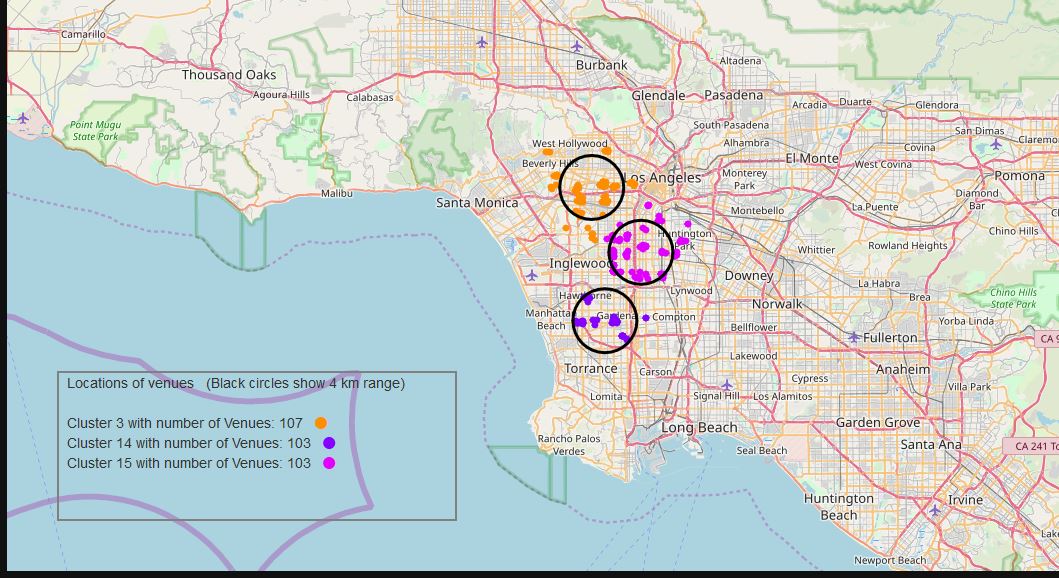 Camarillo
Thousand Oaks
Agoura Hills
Calabasas
Burbank
Altadena
Glendale
Pasadena
Arcadia
Duarte
Glendora
Point Mugu
State Park
South Pasadena
San Dimas
Claremo
West Hollywood
Alhambra
Covina
Beverly Hills
El Monte
West Covina
Los Angeles
Monterey
Park
Pomona
Malibu
Santa Monica
Montebello
La Puente
Diamond
Bar
Huntington
Park
Chino Hills
Inglewood
Whittier
Rowland Heights
Downey
La Habra
Hawthorne
Lynwood
Norwalk
Brea
Chino Hills
State Park
Manhattan
Beach
Gardena
Compton
Bellflower
Yorba Linda
Fullerton
CA 9
Torrance
Carson
Lakewood
Anaheim
Cypress
Villa Park
Lomita
Signal Hill
Los Alamitos
Long Beach
Garden Grove
Rancho Palos
Verdes
Seal Beach
Santa Ana
CA 241 To
Huntington
Beach
Irvine
Lake
Newport Beach
Locations of venues (Black circles show 4 km range)
Cluster 3 with number of Venues: 107
Cluster 14 with number of Venues: 103
Cluster 15 with number of Venues: 103